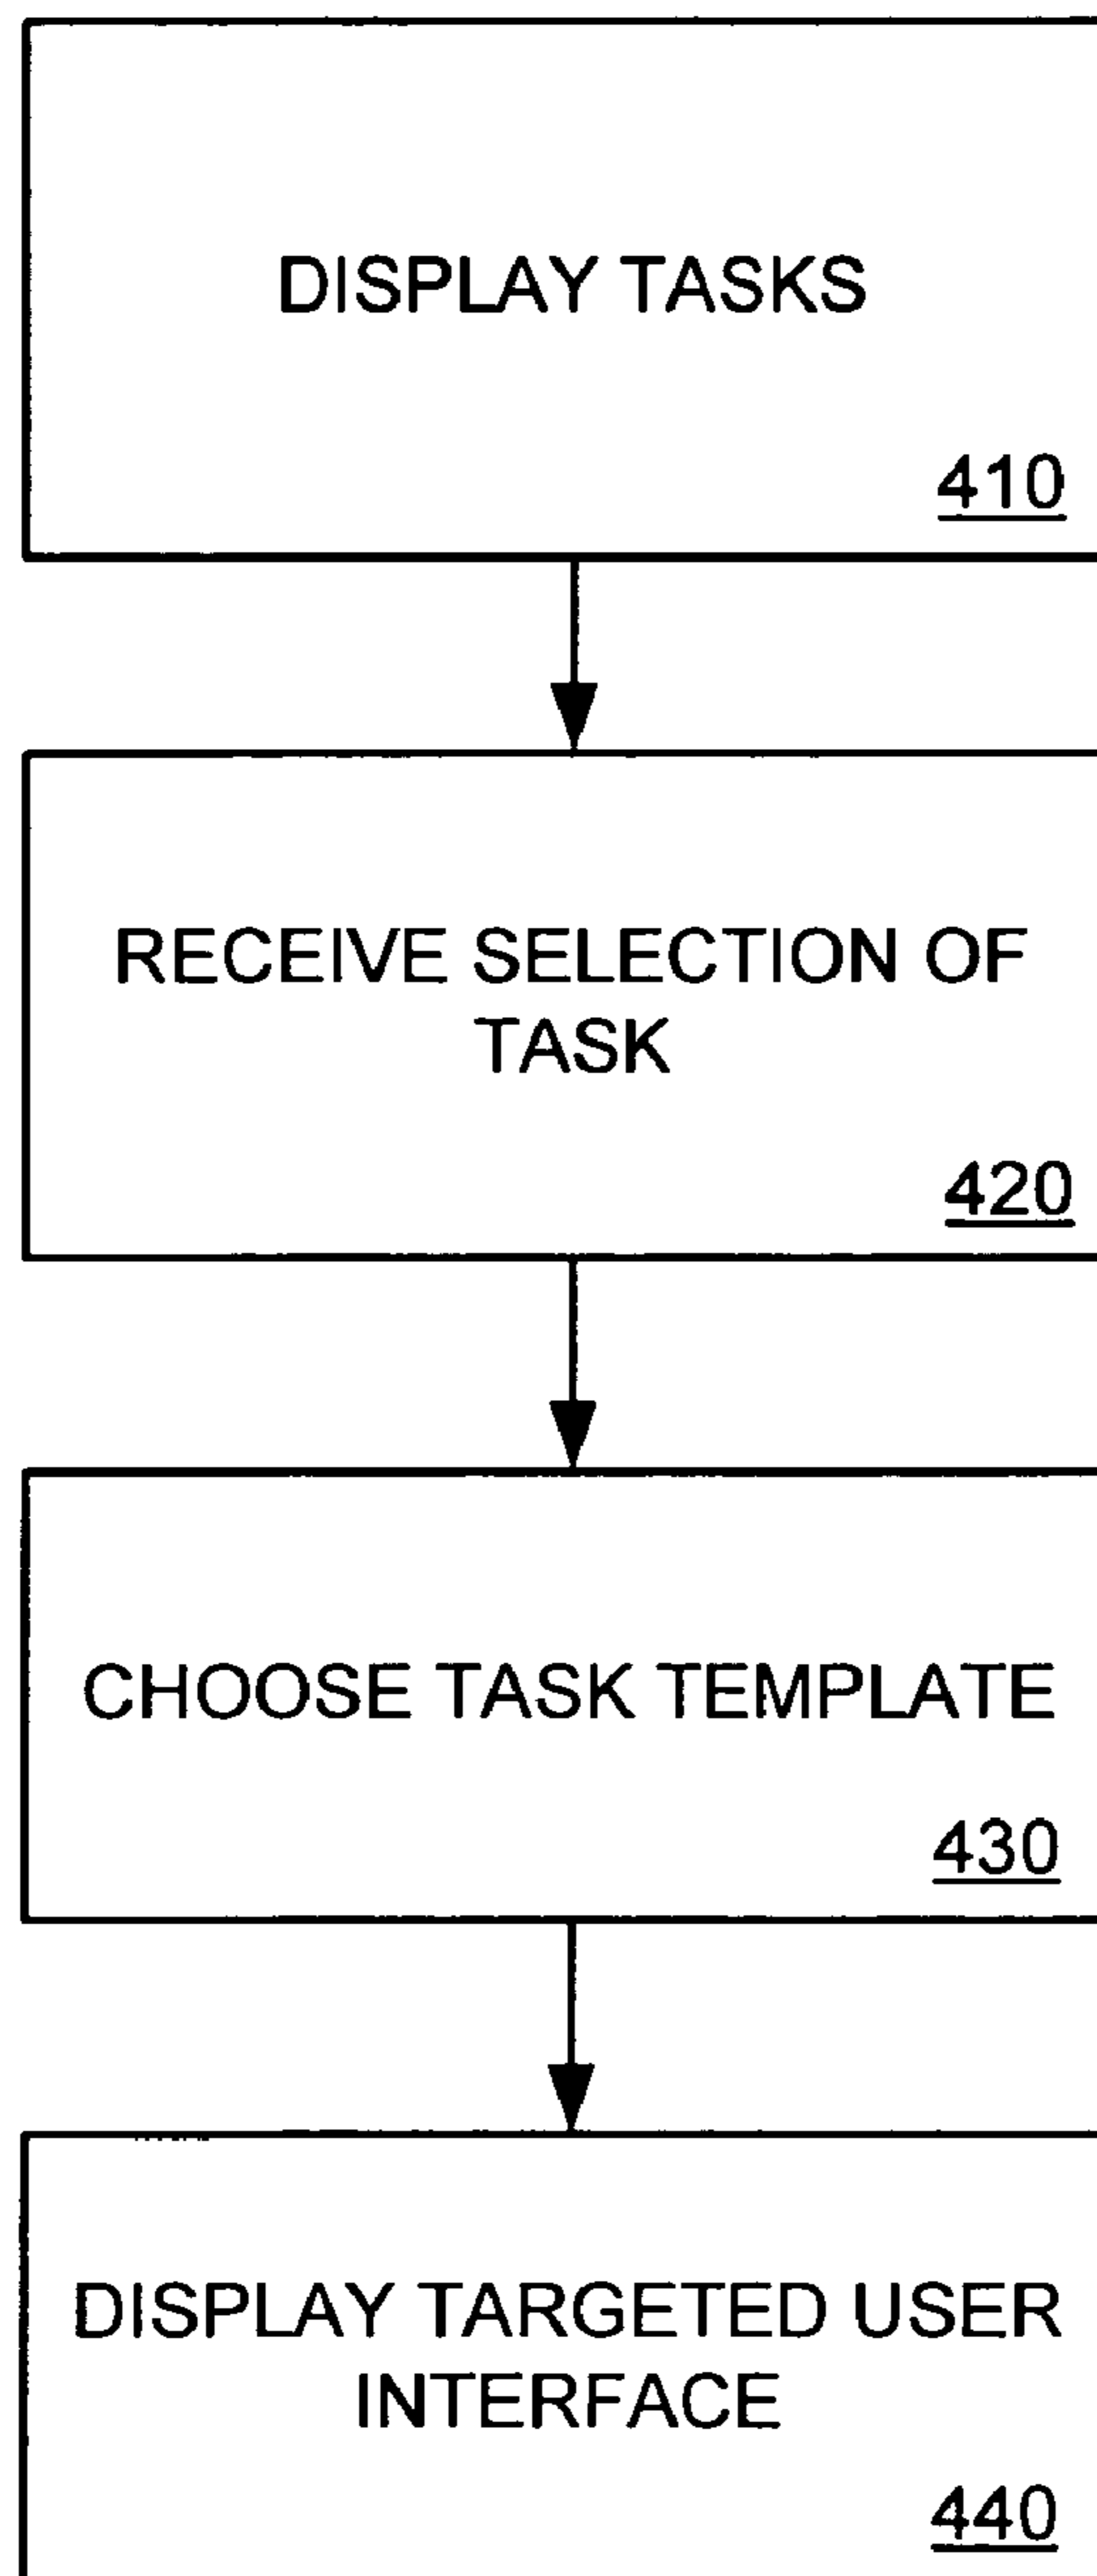 DISPLAY TASKS
410
RECEIVE SELECTION OF
TASK
420
CHOOSE TASK TEMPLATE
430
DISPLAY TARGETED USER
INTERFACE
440